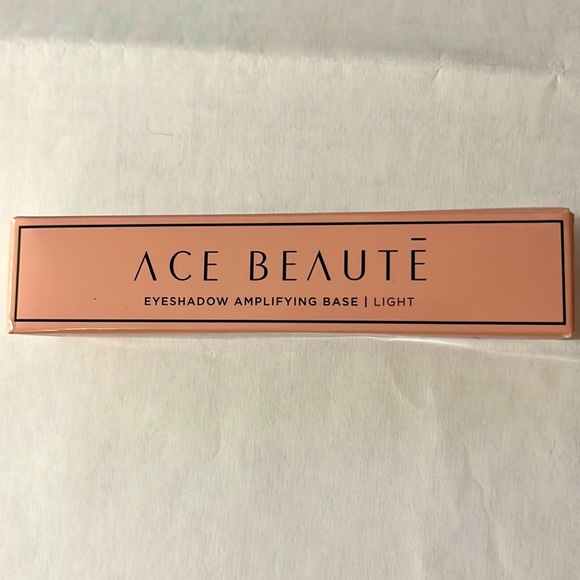 ACE BEAUTĒ
EYESHADOW AMPLIFYING BASE | LIGHT